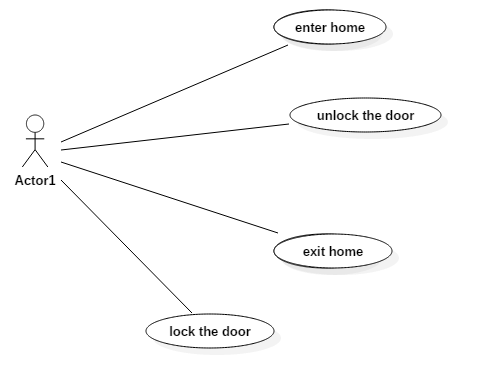 enter home
unlock the door
Actor1
exit home
lock the door